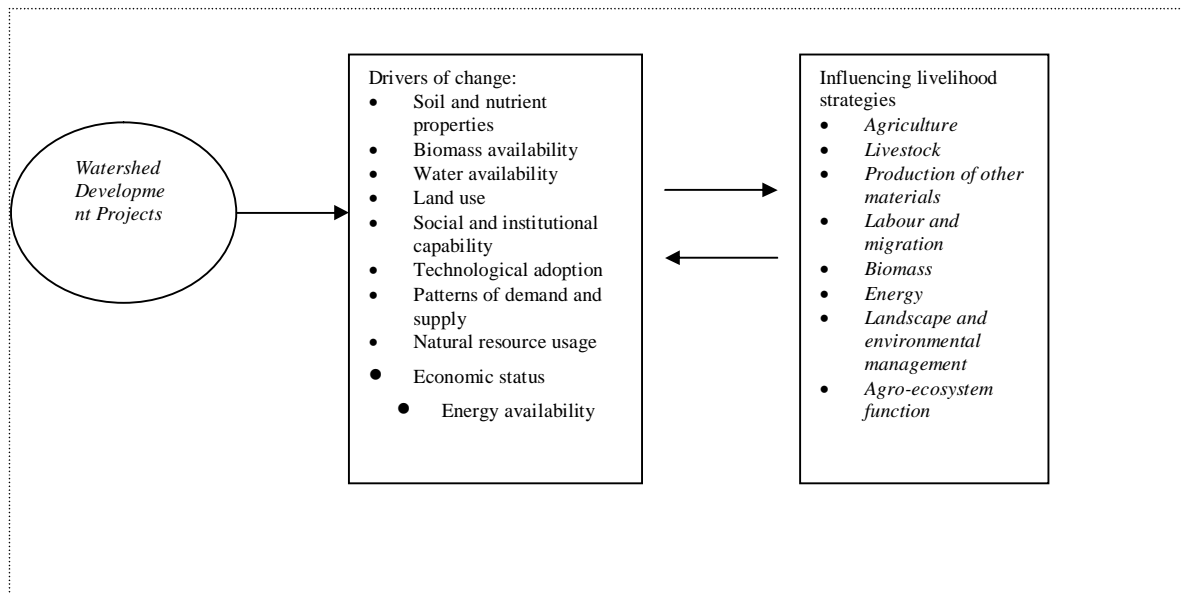 Watershed
Developme
nt Projects
Drivers of change:
• Soil and nutrient
properties
• Biomass availability
• Water availability
• Land use
• Social and institutional
capability
• Technological adoption
• Patterns of demand and
supply
• Natural resource usage
• Economic status
• Energy availability
Influencing livelihood
strategies
• Agriculture
• Livestock
• Production of other
materials
• Labour and
migration
• Biomass
• Energy
• Landscape and
environmental
management
• Agro-ecosystem
function